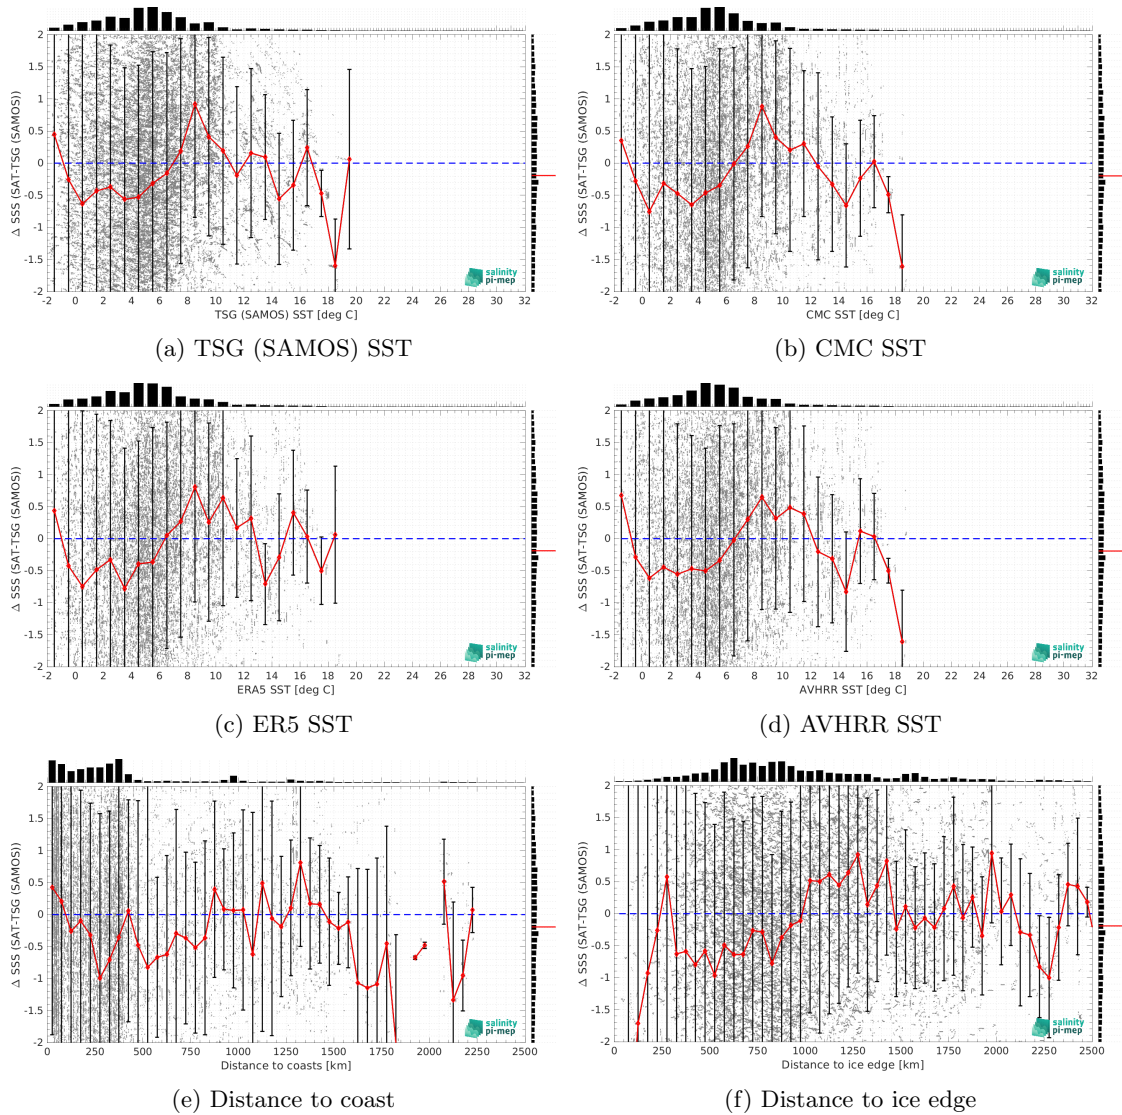 2
1.5
1
0.5
0
-0.5
-1
-1.5
-2
Δ SSS (SAT-TSG (SAMOS))
-2 0 2 4 6 8 10 12 14 16 18 20 22 24 26 28 30 32
TSG (SAMOS) SST [deg C]
salinity
pi-mep
(a) TSG (SAMOS) SST
2
1.5
1
0.5
0
-0.5
-1
-1.5
-2
Δ SSS (SAT-TSG (SAMOS))
-2 0 2 4 6 8 10 12 14 16 18 20 22 24 26 28 30 32
CMC SST [deg C]
salinity
pi-mep
(b) CMC SST
2
1.5
1
0.5
0
-0.5
-1
-1.5
-2
Δ SSS (SAT-TSG (SAMOS))
-2 0 2 4 6 8 10 12 14 16 18 20 22 24 26 28 30 32
ERA5 SST [deg C]
salinity
pi-mep
(c) ER5 SST
2
1.5
1
0.5
0
-0.5
-1
-1.5
-2
Δ SSS (SAT-TSG (SAMOS))
-2 0 2 4 6 8 10 12 14 16 18 20 22 24 26 28 30 32
AVHRR SST [deg C]
salinity
pi-mep
(d) AVHRR SST
2
1.5
1
0.5
0
-0.5
-1
-1.5
-2
Δ SSS (SAT-TSG (SAMOS))
0 250 500 750 1000 1250 1500 1750 2000 2250 2500
Distance to coasts [km]
salinity
pi-mep
(e) Distance to coast
2
1.5
1
0.5
0
-0.5
-1
-1.5
-2
Δ SSS (SAT-TSG (SAMOS))
0 250 500 750 1000 1250 1500 1750 2000 2250 2500
Distance to ice edge [km]
salinity
pi-mep
(f) Distance to ice edge